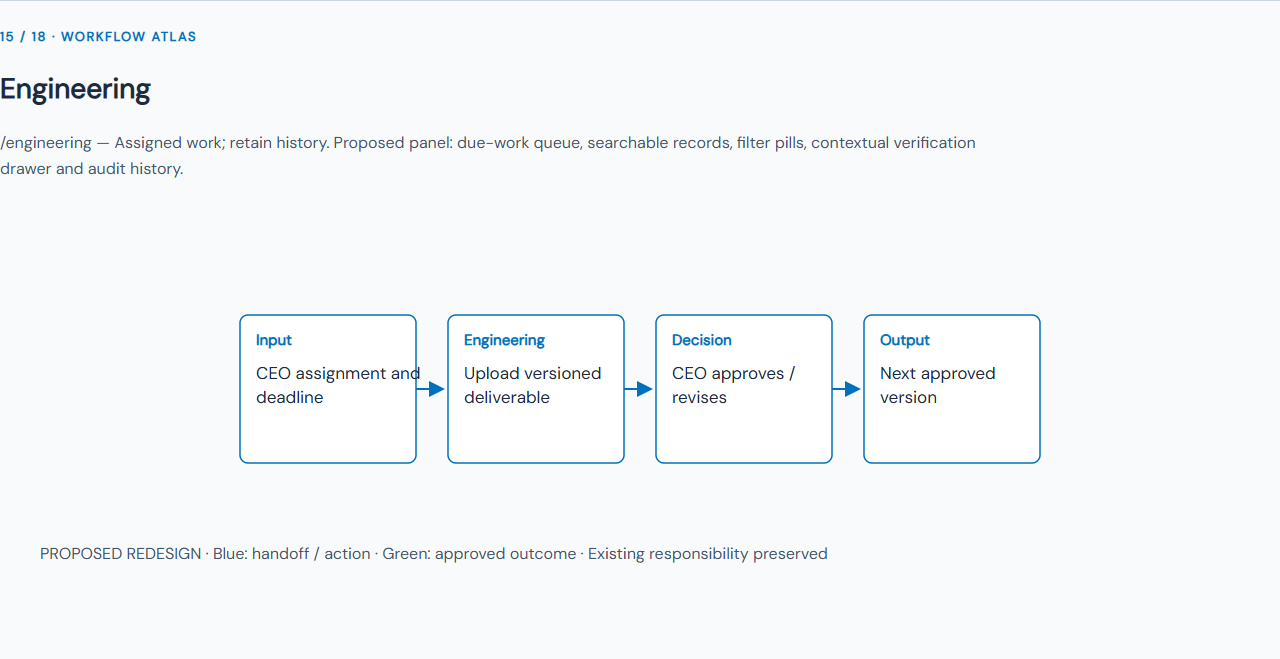 15 / 18 · WORKFLOW ATLAS
Engineering
/engineering — Assigned work; retain history. Proposed panel: due-work queue, searchable records, filter pills, contextual verification
drawer and audit history.
Input
CEO assignment and
deadline
Engineering
Upload versioned
deliverable
Decision
CEO approves /
revises
Output
Next approved
version
PROPOSED REDESIGN · Blue: handoff / action · Green: approved outcome · Existing responsibility preserved